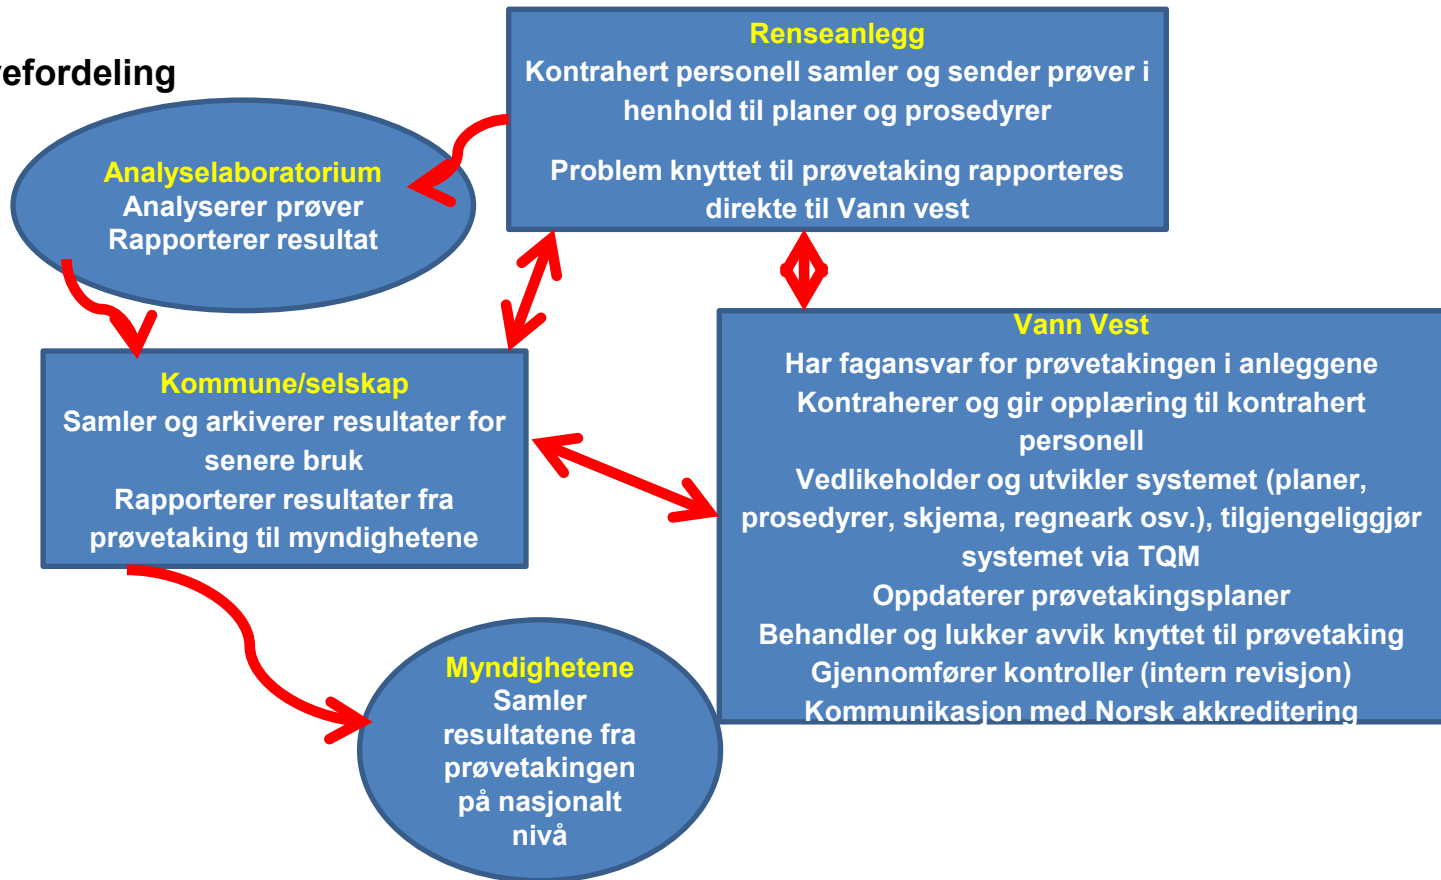 vefordeling
Renseanlegg
Kontrahert personell samler og sender prøver i
henhold til planer og prosedyrer
Problem knyttet til prøvetaking rapporteres
direkte til Vann vest
Analyselaboratorium
Analyserer prøver
Rapporterer resultat
Kommune/selskap
Samler og arkiverer resultater for
senere bruk
Rapporterer resultater fra
prøvetaking til myndighetene
Vann Vest
Har fagansvar for prøvetakingen i anleggene
Kontraherer og gir opplæring til kontrahert
personell
Vedlikeholder og utvikler systemet (planer,
prosedyrer, skjema, regneark osv.), tilgjengeliggjør
systemet via TQM
Oppdaterer prøvetakingsplaner
Behandler og lukker avvik knyttet til prøvetaking
Gjennomfører kontroller (intern revisjon)
Kommunikasjon med Norsk akkreditering
Myndighetene
Samler
resultatene fra
prøvetakingen
på nasjonalt
nivå